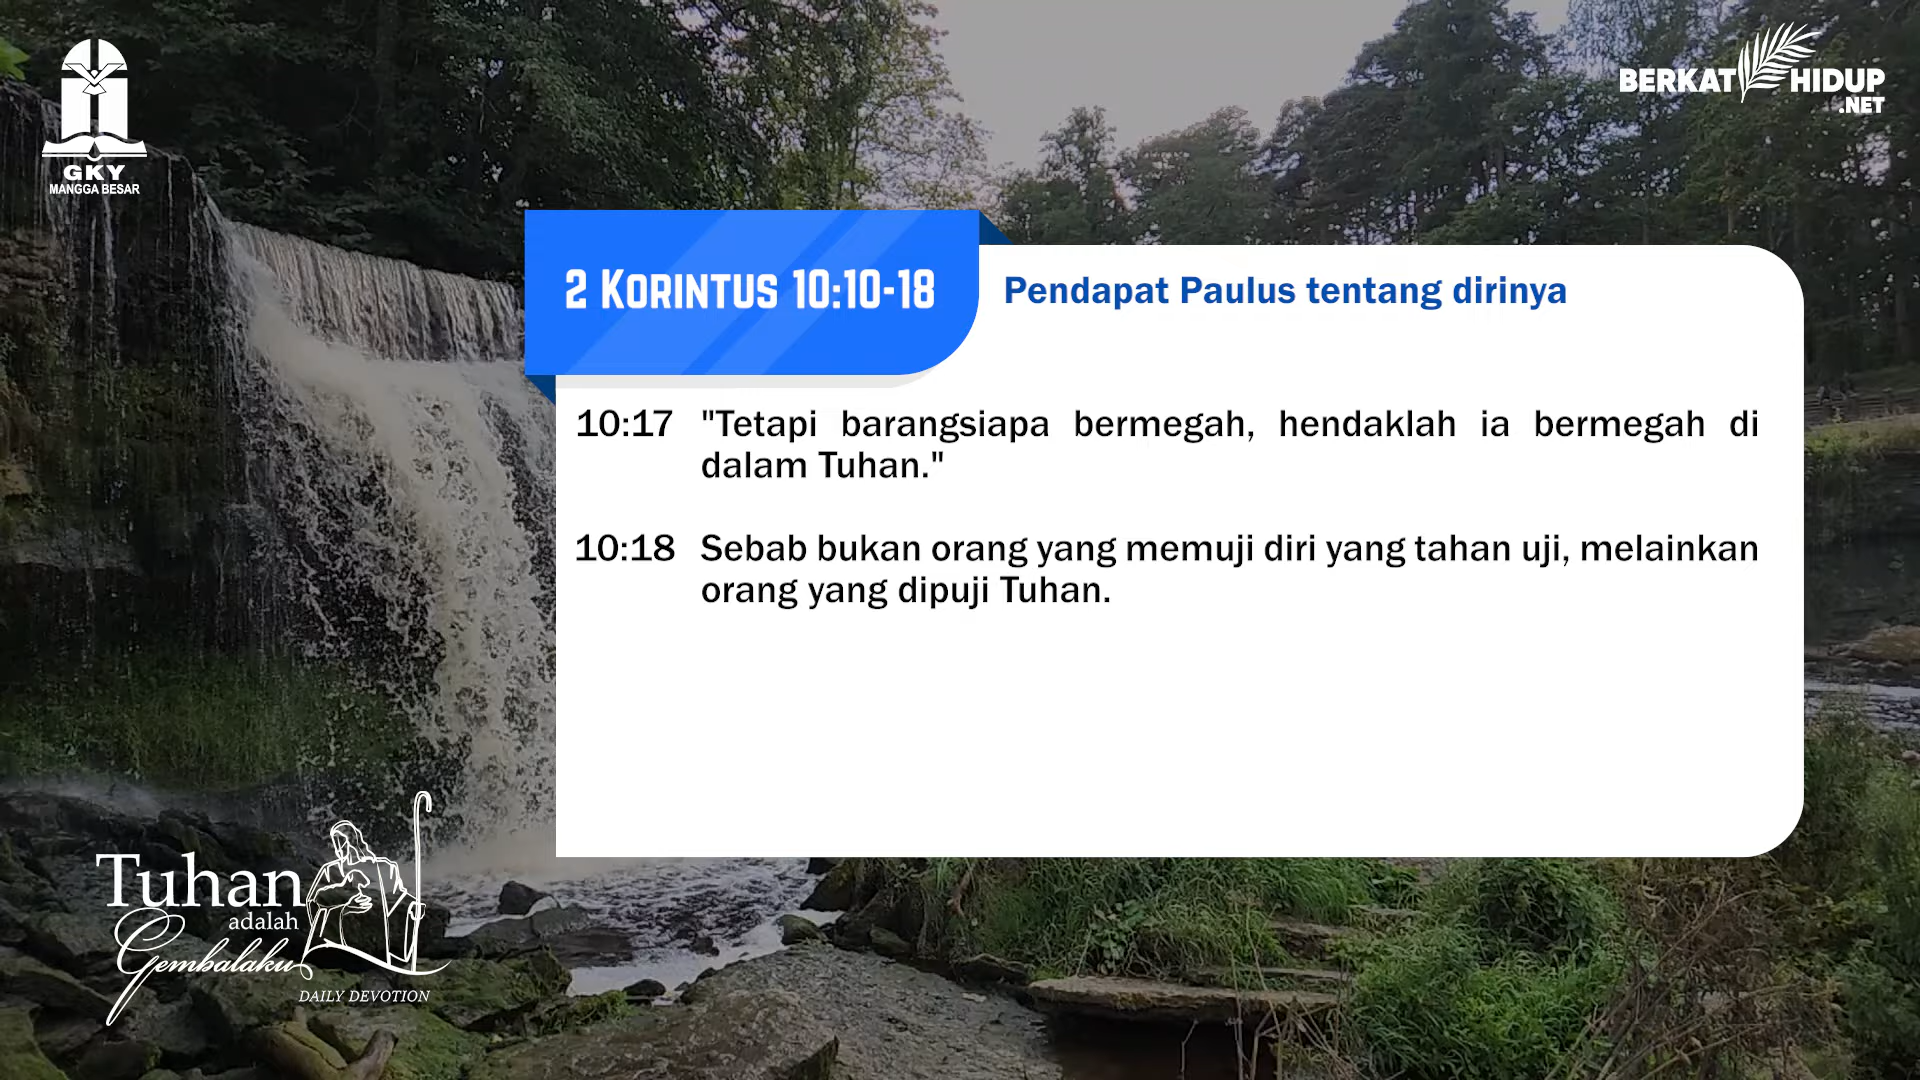 GKY
MANGGA BESAR
BERKAT HIDUP
.NET
2 KORINTUS 10:10-18
Pendapat Paulus tentang dirinya
10:17 "Tetapi barangsiapa bermegah, hendaklah ia bermegah di
dalam Tuhan."
10:18 Sebab bukan orang yang memuji diri yang tahan uji, melainkan
orang yang dipuji Tuhan.
Tuhan
adalah
Gembalaku
DAILY DEVOTION